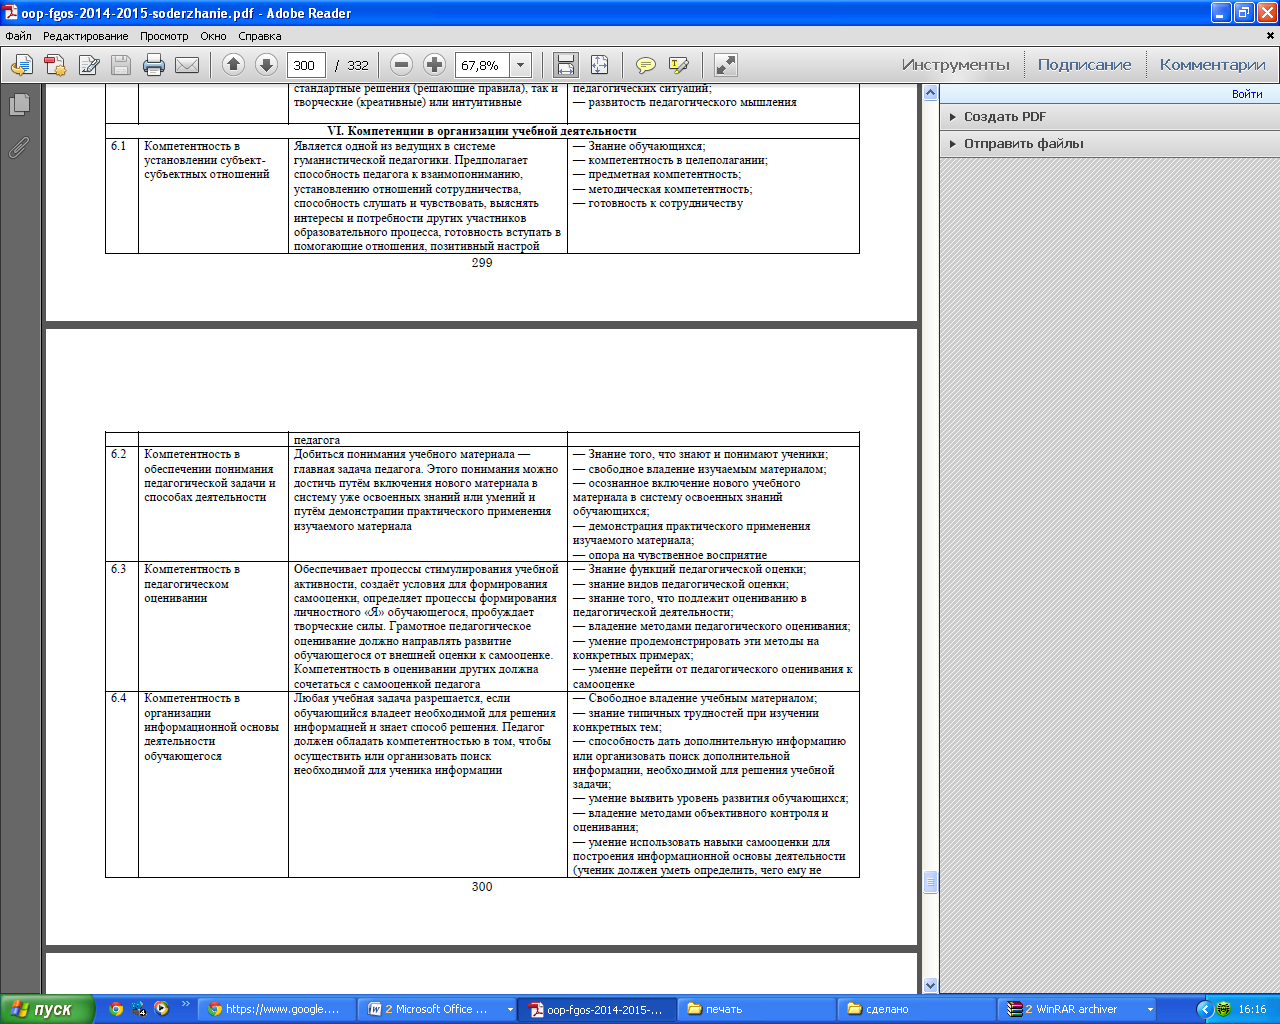 oop-fgos-2014-2015-soderzhanie.pdf - Adobe Reader
Файл Редактирование Просмотр Окно Справка
300 / 332 67,8% Инструменты Подписание Комментарии
Войти
Создать PDF
Отправить файлы
стандартные решения (решающие правила), так и
творческие (креативные) или интуитивные
педагогических ситуаций;
— развитость педагогического мышления
VI. Компетенции в организации учебной деятельности
6.1
Компетентность в
установлении субъект-
субъектных отношений
Является одной из ведущих в системе
гуманистической педагогики. Предполагает
способность педагога к взаимопониманию,
установлению отношений сотрудничества,
способность слушать и чувствовать, выяснять
интересы и потребности других участников
образовательного процесса, готовность вступать в
помогающие отношения, позитивный настрой
— Знание обучающихся;
— компетентность в целеполагании;
— предметная компетентность;
— методическая компетентность;
— готовность к сотрудничеству
299
педагога
6.2
Компетентность в
обеспечении понимания
педагогической задачи и
способах деятельности
Добиться понимания учебного материала —
главная задача педагога. Этого понимания можно
достичь путём включения нового материала в
систему уже освоенных знаний или умений и
путём демонстрации практического применения
изучаемого материала
— Знание того, что знают и понимают ученики;
— свободное владение изучаемым материалом;
— осознанное включение нового учебного
материала в систему освоенных знаний
обучающихся;
— демонстрация практического применения
изучаемого материала;
— опора на чувственное восприятие
6.3
Компетентность в
педагогическом
оценивании
Обеспечивает процессы стимулирования учебной
активности, создаёт условия для формирования
самооценки, определяет процессы формирования
личностного «Я» обучающегося, пробуждает
творческие силы. Грамотное педагогическое
оценивание должно направлять развитие
обучающегося от внешней оценки к самооценке.
Компетентность в оценивании других должна
сочетаться с самооценкой педагога
— Знание функций педагогической оценки;
— знание видов педагогической оценки;
— знание того, что подлежит оцениванию в
педагогической деятельности;
— владение методами педагогического оценивания;
— умение продемонстрировать эти методы на
конкретных примерах;
— умение перейти от педагогического оценивания к
самооценке
6.4
Компетентность в
организации
информационной основы
деятельности
обучающегося
Любая учебная задача разрешается, если
обучающийся владеет необходимой для решения
информацией и знает способ решения. Педагог
должен обладать компетентностью в том, чтобы
осуществить или организовать поиск
необходимой для ученика информации
— Свободное владение учебным материалом;
— знание типичных трудностей при изучении
конкретных тем;
— способность дать дополнительную информацию
или организовать поиск дополнительной
информации, необходимой для решения учебной
задачи;
— умение выявить уровень развития обучающихся;
— владение методами объективного контроля и
оценивания;
— умение использовать навыки самооценки для
построения информационной основы деятельности
(ученик должен уметь определить, чего ему не
300
пуск » https://www.google.... 2 Microsoft Office ... oop-fgos-2014-2015-... печать сделано 2 WinRAR archiver 16:16